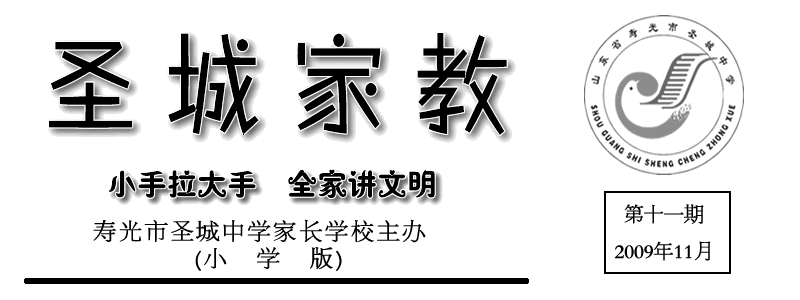 圣城家教
小手拉大手 全家讲文明
寿光市圣城中学家长学校主办
(小 学 版)
山东省寿光市圣城中学
SHOU GUANG SHI SHENG CHENG ZHONG XUE
第十一期
2009年11月